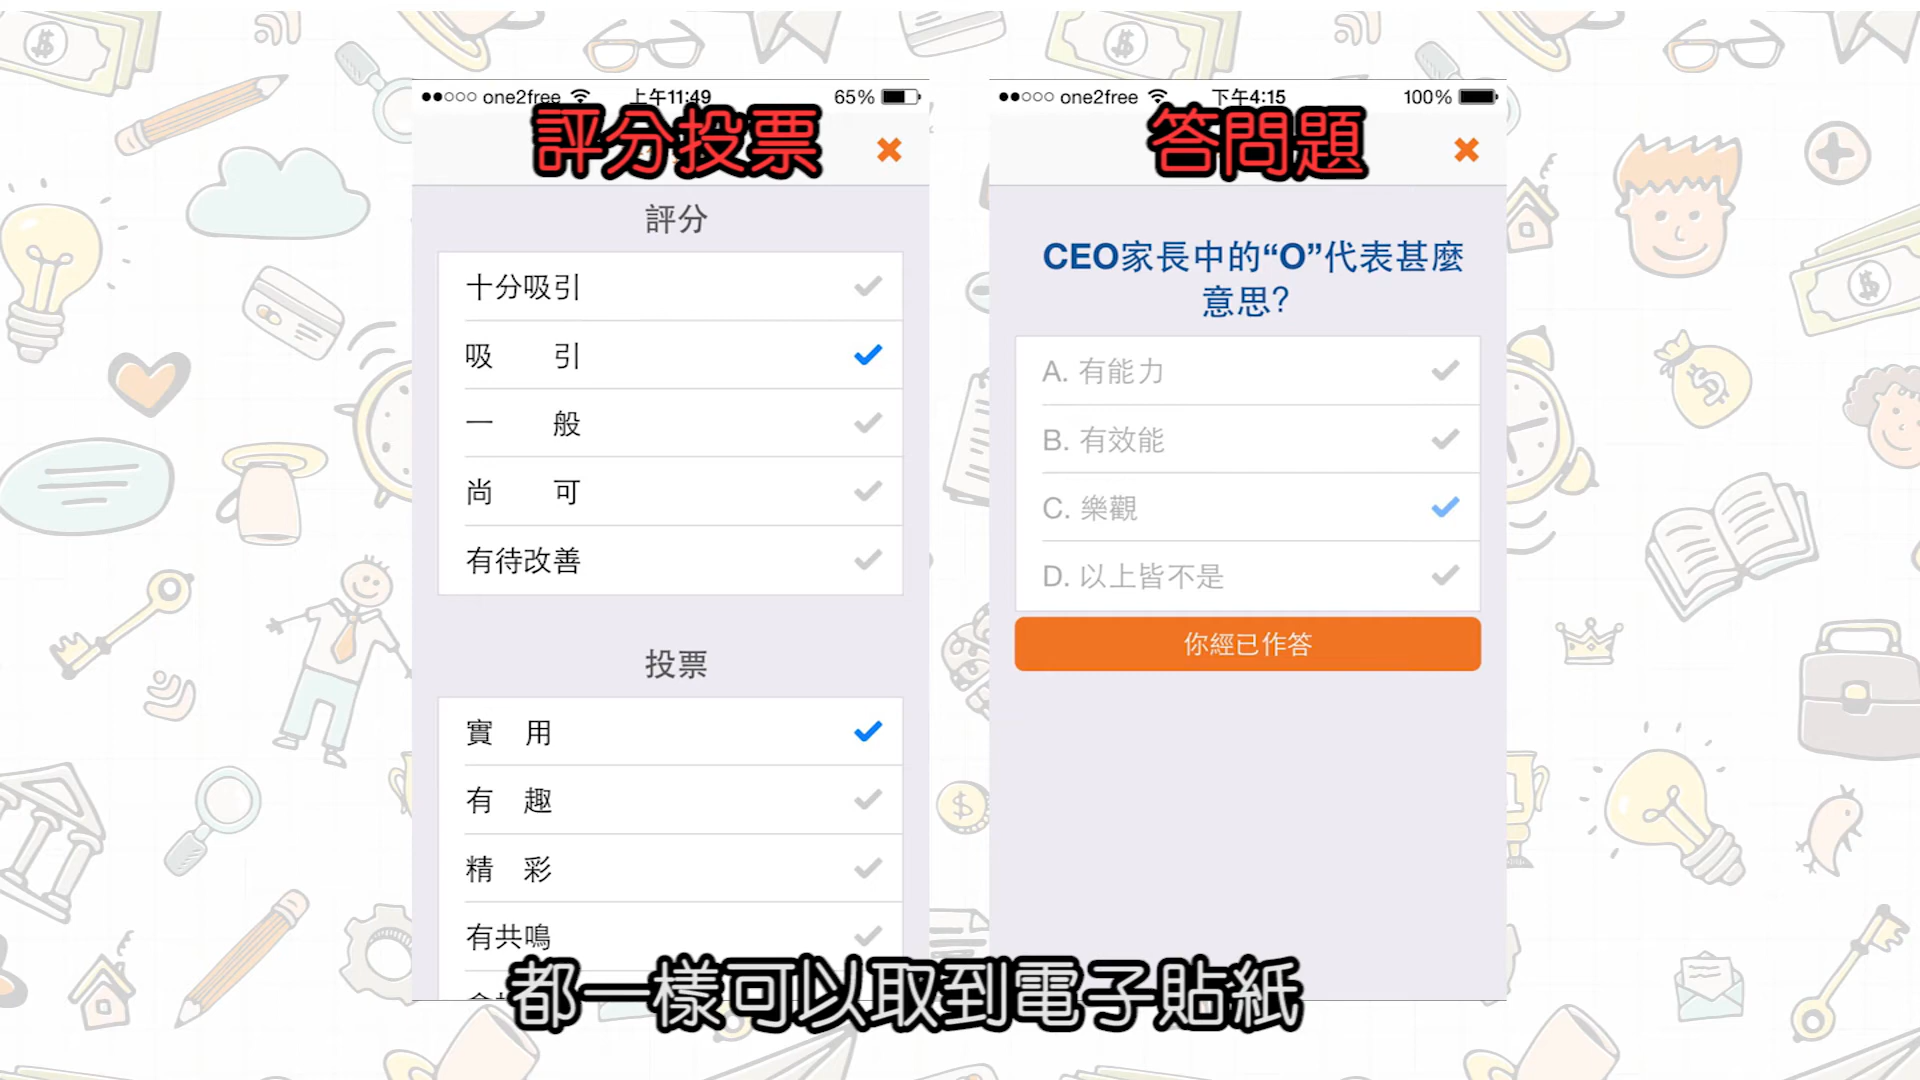 one2free 上午11:49 65%
評分投票
評分
十分吸引
吸 引
一 般
尚 可
有待改善
投票
實 用
有 趣
精 彩
有共鳴
one2free 下午4:15 100%
答問題
CEO家長中的“O”代表甚麼
意思?
A. 有能力
B. 有效能
C. 樂觀
D. 以上皆不是
你經已作答
都一樣可以取到電子貼紙